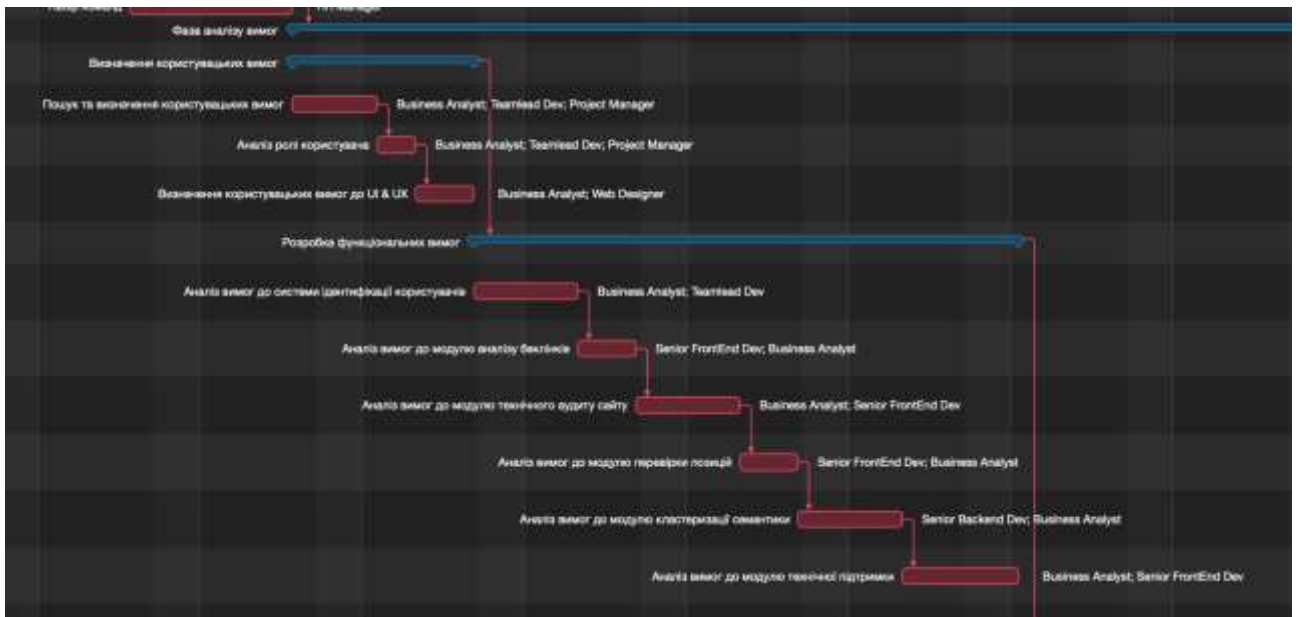 Фаза аналізу вимог
Визначення користувацьких вимог
Пошук та визначення користувацьких вимог Business Analyst; Teamlead Dev; Project Manager
Аналіз ролі користувача Business Analyst; Teamlead Dev; Project Manager
Визначення користувацьких вимог до UI & UX Business Analyst; Web Designer
Розробка функціональних вимог
Аналіз вимог до системи ідентифікації користувачів Business Analyst; Teamlead Dev
Аналіз вимог до модулю аналізу беклінків Senior FrontEnd Dev; Business Analyst
Аналіз вимог до модулю технічного аудиту сайту Business Analyst; Senior FrontEnd Dev
Аналіз вимог до модулю перевірки позицій Senior FrontEnd Dev; Business Analyst
Аналіз вимог до модулю кластеризації семантики Senior Backend Dev; Business Analyst
Аналіз вимог до модулю технічної підтримки Business Analyst; Senior FrontEnd Dev